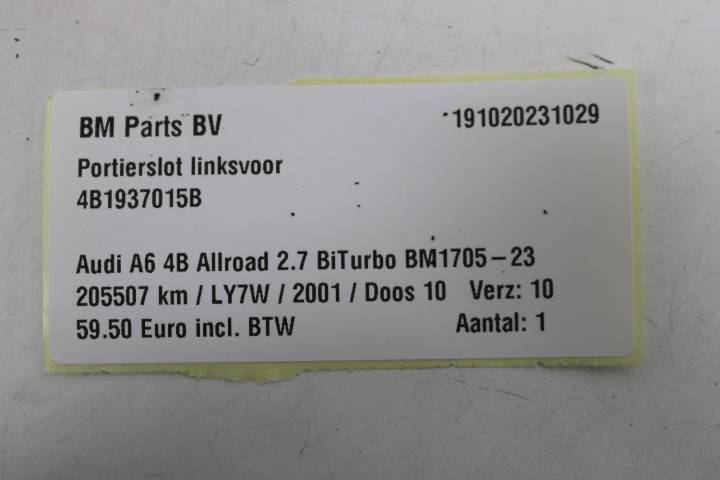 BM Parts BV 191020231029
Portierslot linksvoor
4B1937015B
Audi A6 4B Allroad 2.7 BiTurbo BM1705-23
205507 km / LY7W / 2001 / Doos 10 Verz: 10
59.50 Euro incl. BTW Aantal: 1